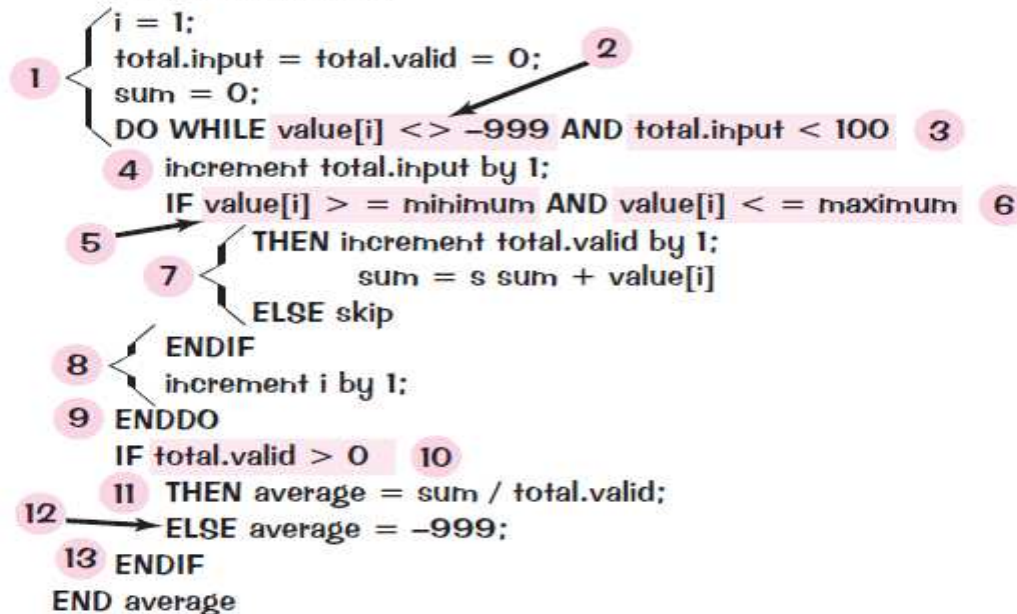 i = 1;
total.input = total.valid = 0;
2
1
sum = 0;
DO WHILE value[i] <> –999 AND total.input < 100 3
4 increment total.input by 1;
IF value[i] > = minimum AND value[i] < = maximum 6
5
THEN increment total.valid by 1;
7
sum = s sum + value[i]
ELSE skip
8
ENDIF
increment i by 1;
9 ENDDO
IF total.valid > 0 10
11 THEN average = sum / total.valid;
12
ELSE average = –999;
13 ENDIF
END average